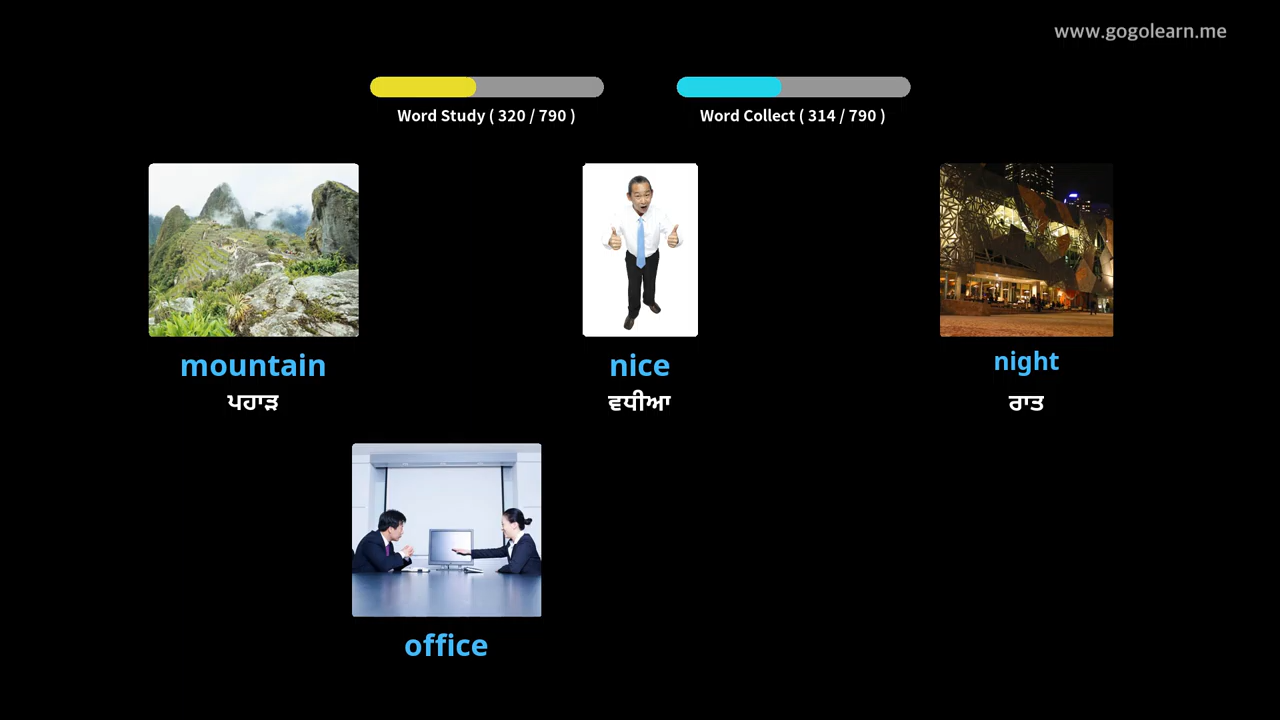 www.gogolearn.me
Word Study ( 320 / 790 )
Word Collect ( 314 / 790 )
mountain
ਪਹਾੜ
nice
ਵਧੀਆ
night
ਰਾਤ
office